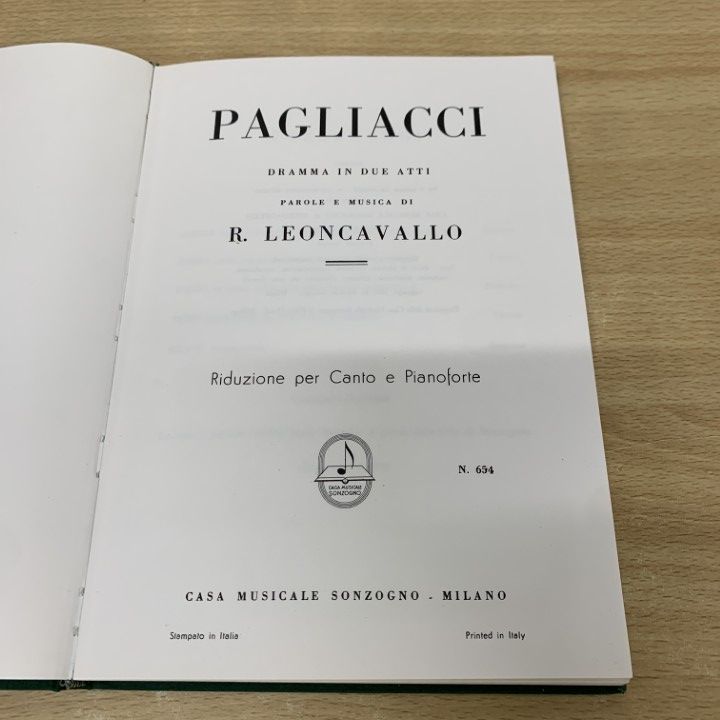 PAGLIACCI
DRAMMA IN DUE ATTI
PAROLE E MUSICA DI
R. LEONCAVALLO
Riduzione per Canto e Pianoforte
CASA MUSICALE
SONZOGNO
N. 654
CASA MUSICALE SONZOGNO - MILANO
Stampato in Italia
Printed in Italy